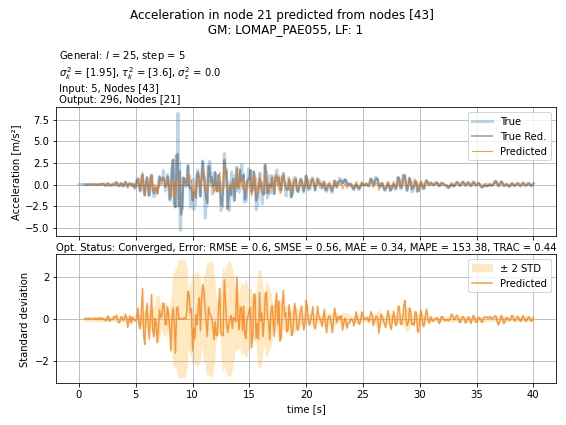 Acceleration in node 21 predicted from nodes [43]
GM: LOMAP_PAE055, LF: 1
General: l = 25, step = 5
σ²ₖ = [1.95], τ²ₖ = [3.6], σ²ε = 0.0
Input: 5, Nodes [43]
Output: 296, Nodes [21]
Acceleration [m/s²]
7.5
5.0
2.5
0.0
−2.5
−5.0
True
True Red.
Predicted
Opt. Status: Converged, Error: RMSE = 0.6, SMSE = 0.56, MAE = 0.34, MAPE = 153.38, TRAC = 0.44
Standard deviation
2
0
−2
± 2 STD
Predicted
0 5 10 15 20 25 30 35 40
time [s]